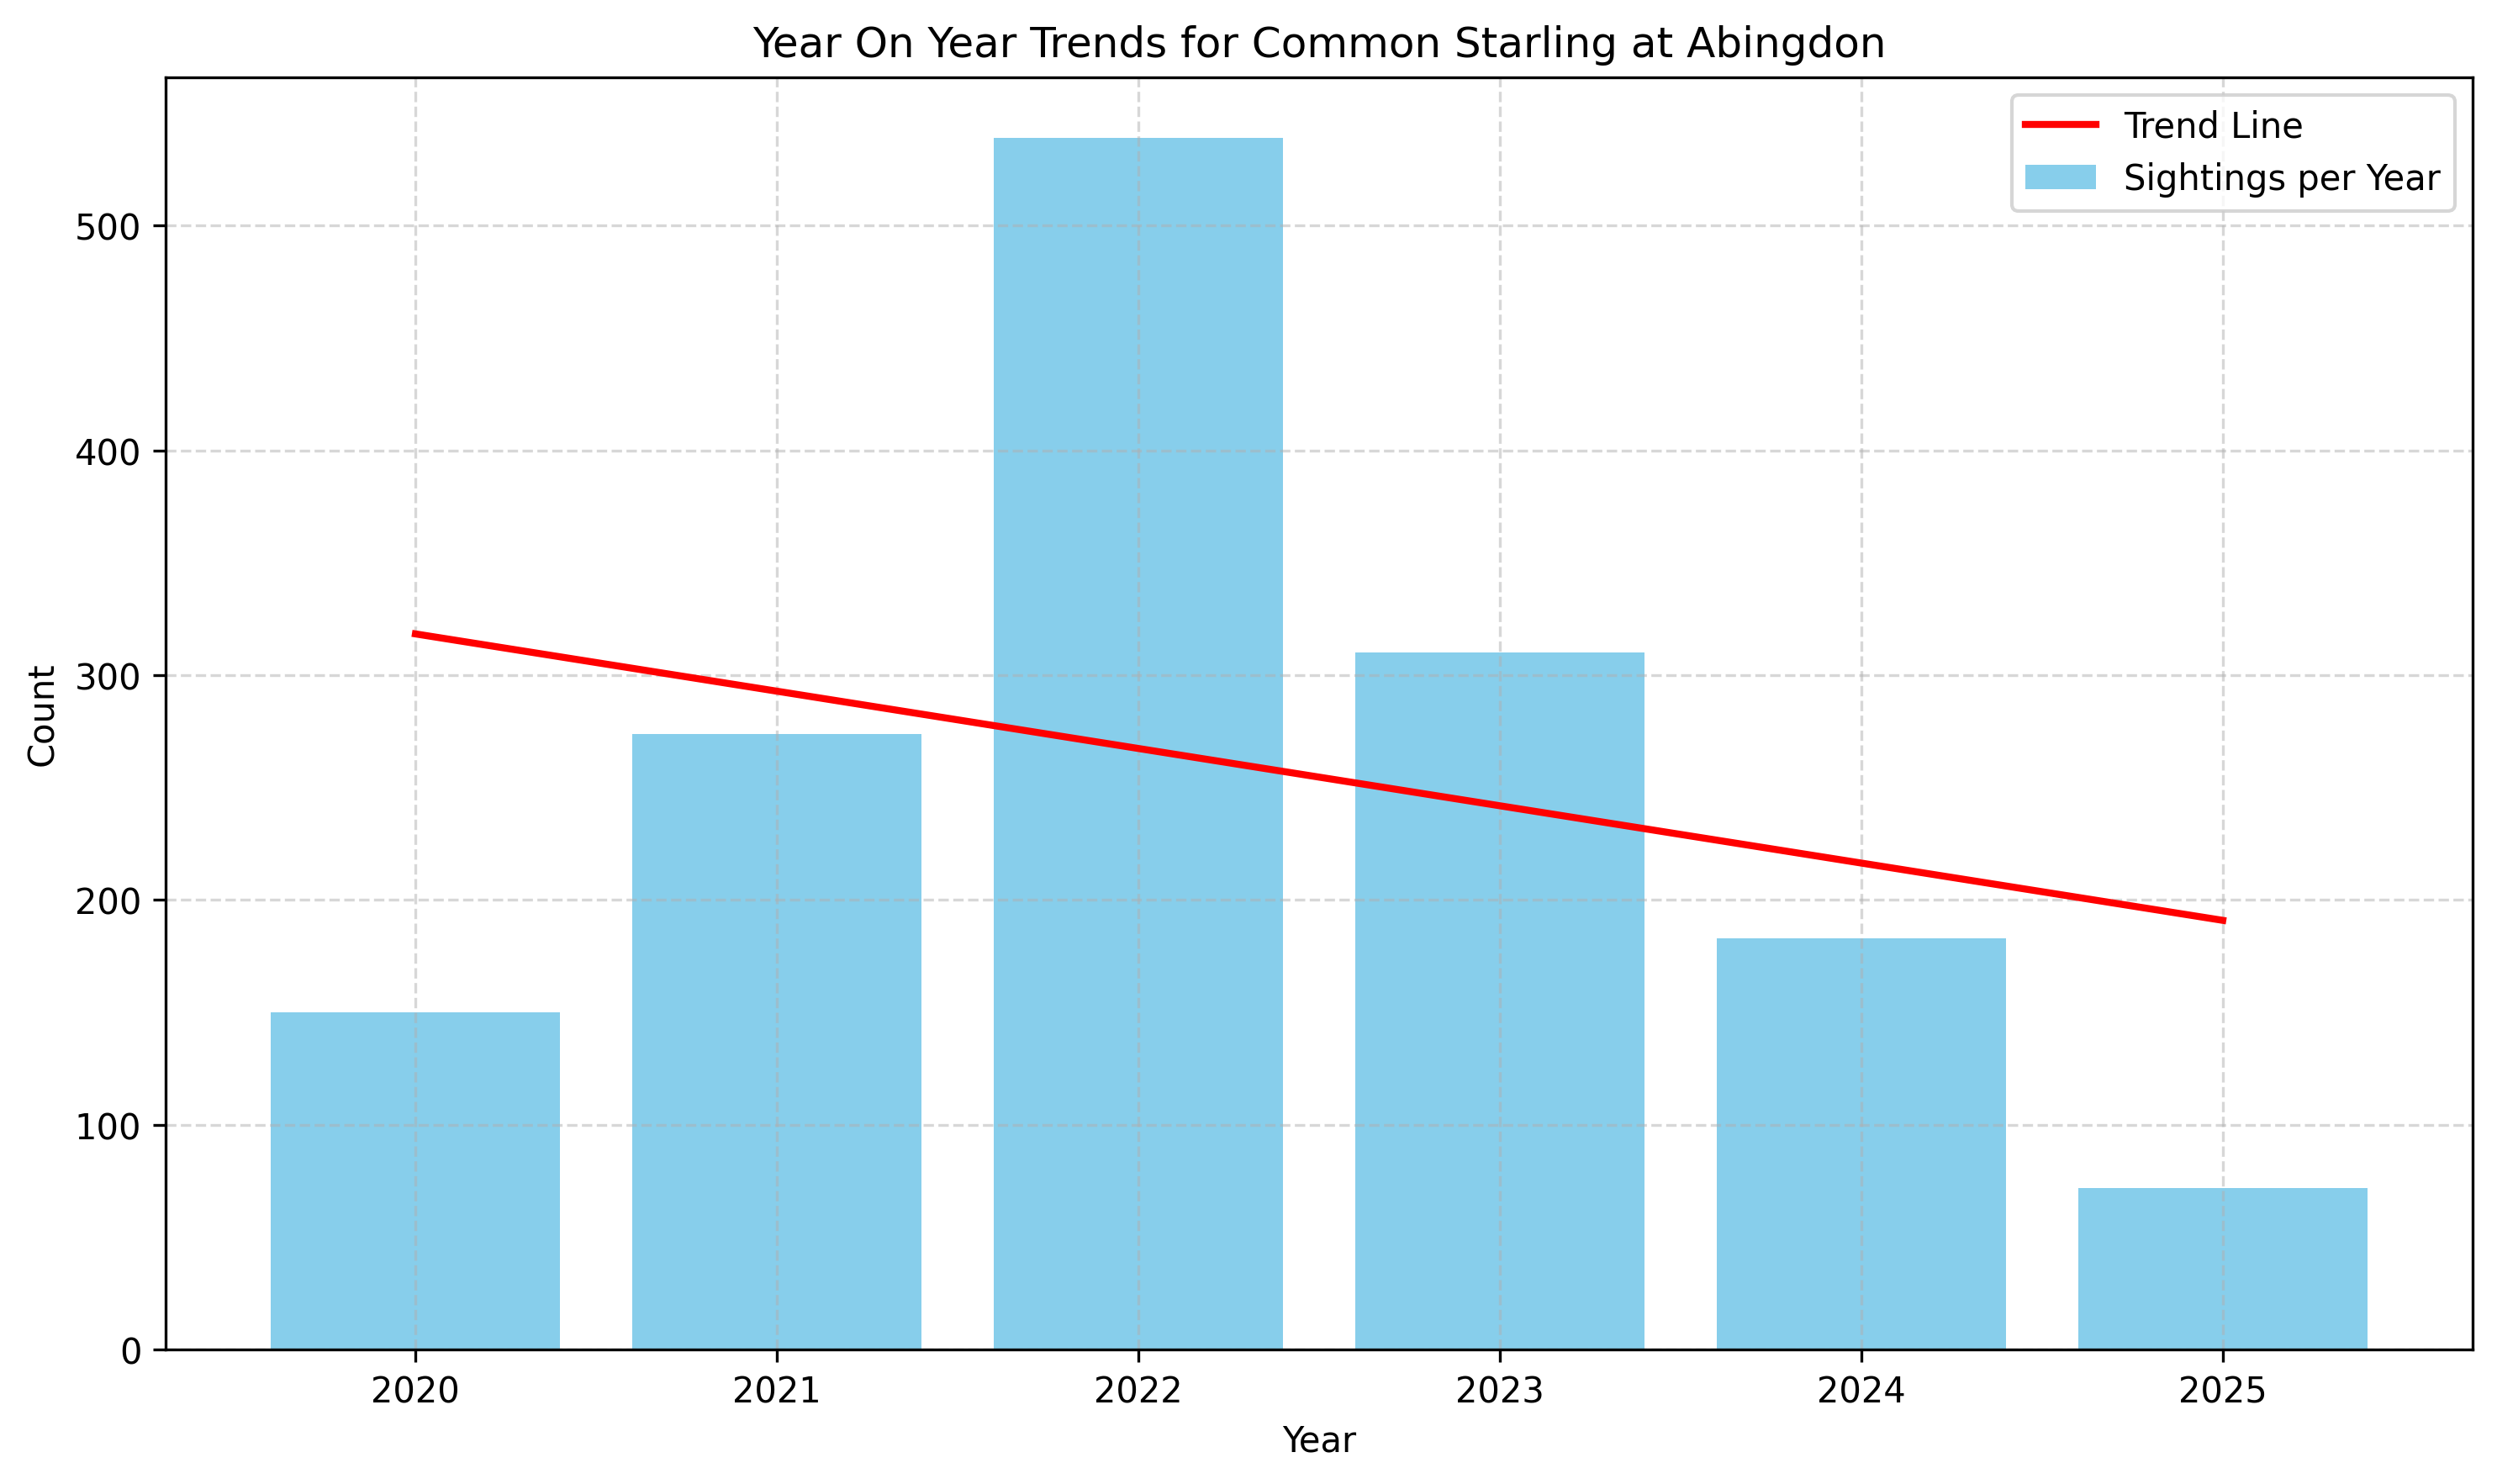 Year On Year Trends for Common Starling at Abingdon
Trend Line
Sightings per Year
500
400
300
200
100
0
Count
2020 2021 2022 2023 2024 2025
Year